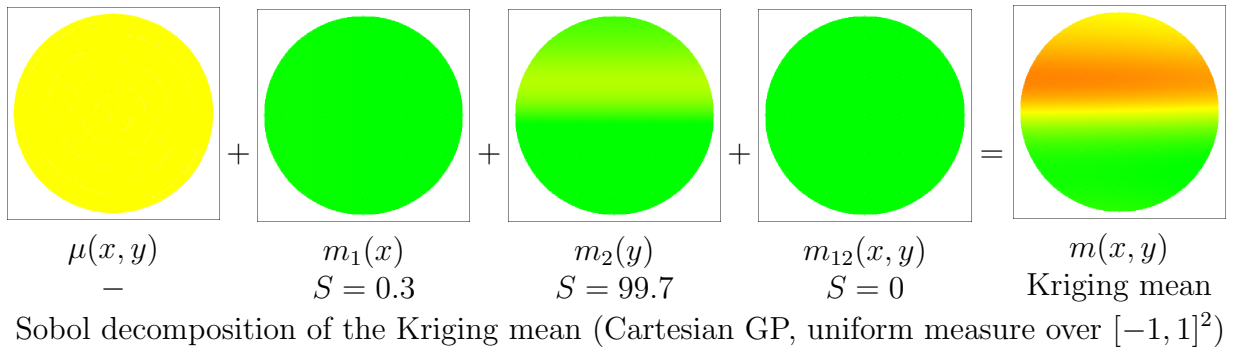 + + + =
μ(x, y) m₁(x) m₂(y) m₁₂(x, y) m(x, y)
− S = 0.3 S = 99.7 S = 0 Kriging mean
Sobol decomposition of the Kriging mean (Cartesian GP, uniform measure over [−1, 1]²)